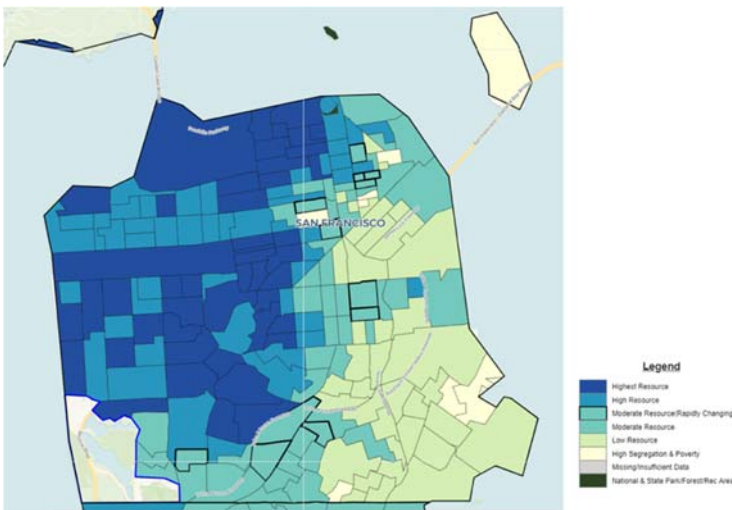 SAN FRANCISCO
Legend
Highest Resource
High Resource
Moderate Resource/Rapidly Changing
Moderate Resource
Low Resource
High Segregation & Poverty
Missing/Insufficient Data
National & State Park/Forest/Rec Area